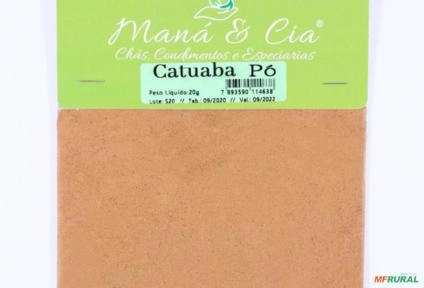 Maná & Cia®
Chás, Condimentos e Especiarias
Catuaba Pó
Peso Líquido:20g 7 893590 114638
Lote: 520 // Fab.: 09/2020 // Val.: 09/2022
MFRURAL